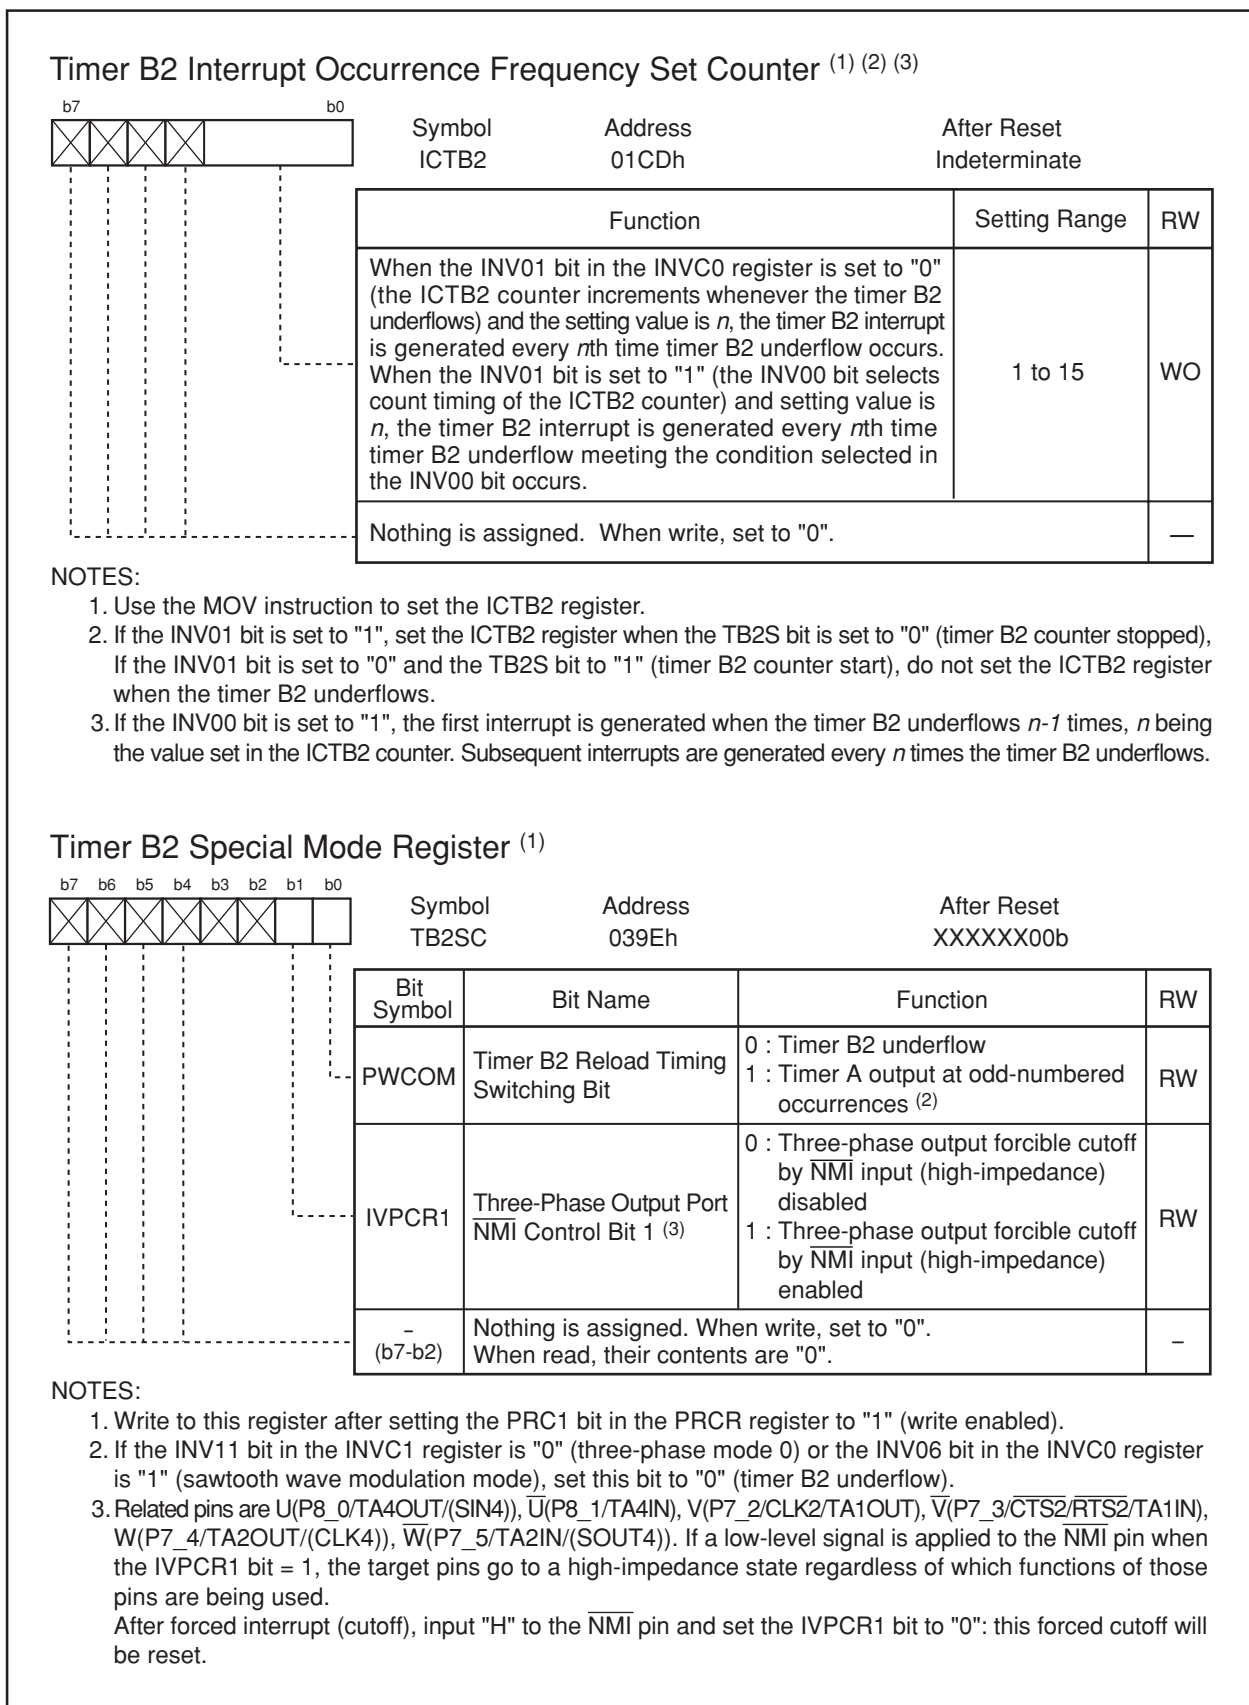 Timer B2 Interrupt Occurrence Frequency Set Counter (1) (2) (3)
b7 b0
Symbol Address After Reset
ICTB2 01CDh Indeterminate
Function Setting Range RW
When the INV01 bit in the INVC0 register is set to "0"
(the ICTB2 counter increments whenever the timer B2
underflows) and the setting value is n, the timer B2 interrupt
is generated every nth time timer B2 underflow occurs.
When the INV01 bit is set to "1" (the INV00 bit selects
count timing of the ICTB2 counter) and setting value is
n, the timer B2 interrupt is generated every nth time
timer B2 underflow meeting the condition selected in
the INV00 bit occurs.
1 to 15
WO
Nothing is assigned. When write, set to "0".
—
NOTES:
1. Use the MOV instruction to set the ICTB2 register.
2. If the INV01 bit is set to "1", set the ICTB2 register when the TB2S bit is set to "0" (timer B2 counter stopped),
If the INV01 bit is set to "0" and the TB2S bit to "1" (timer B2 counter start), do not set the ICTB2 register
when the timer B2 underflows.
3. If the INV00 bit is set to "1", the first interrupt is generated when the timer B2 underflows n-1 times, n being
the value set in the ICTB2 counter. Subsequent interrupts are generated every n times the timer B2 underflows.
Timer B2 Special Mode Register (1)
b7 b6 b5 b4 b3 b2 b1 b0
Symbol Address After Reset
TB2SC 039Eh XXXXXX00b
Bit Symbol Bit Name Function RW
PWCOM
Timer B2 Reload Timing
Switching Bit
0 : Timer B2 underflow
1 : Timer A output at odd-numbered
occurrences (2)
RW
IVPCR1
Three-Phase Output Port
N̅M̅I̅ Control Bit 1 (3)
0 : Three-phase output forcible cutoff
by N̅M̅I̅ input (high-impedance)
disabled
1 : Three-phase output forcible cutoff
by N̅M̅I̅ input (high-impedance)
enabled
RW
–
(b7-b2)
Nothing is assigned. When write, set to "0".
When read, their contents are "0".
–
NOTES:
1. Write to this register after setting the PRC1 bit in the PRCR register to "1" (write enabled).
2. If the INV11 bit in the INVC1 register is "0" (three-phase mode 0) or the INV06 bit in the INVC0 register
is "1" (sawtooth wave modulation mode), set this bit to "0" (timer B2 underflow).
3. Related pins are U(P8_0/TA4OUT/(SIN4)), U̅(P8_1/TA4IN), V(P7_2/CLK2/TA1OUT), V̅(P7_3/C̅T̅S̅2̅/R̅T̅S̅2̅/TA1IN),
W(P7_4/TA2OUT/(CLK4)), W̅(P7_5/TA2IN/(SOUT4)). If a low-level signal is applied to the N̅M̅I̅ pin when
the IVPCR1 bit = 1, the target pins go to a high-impedance state regardless of which functions of those
pins are being used.
After forced interrupt (cutoff), input "H" to the N̅M̅I̅ pin and set the IVPCR1 bit to "0": this forced cutoff will
be reset.